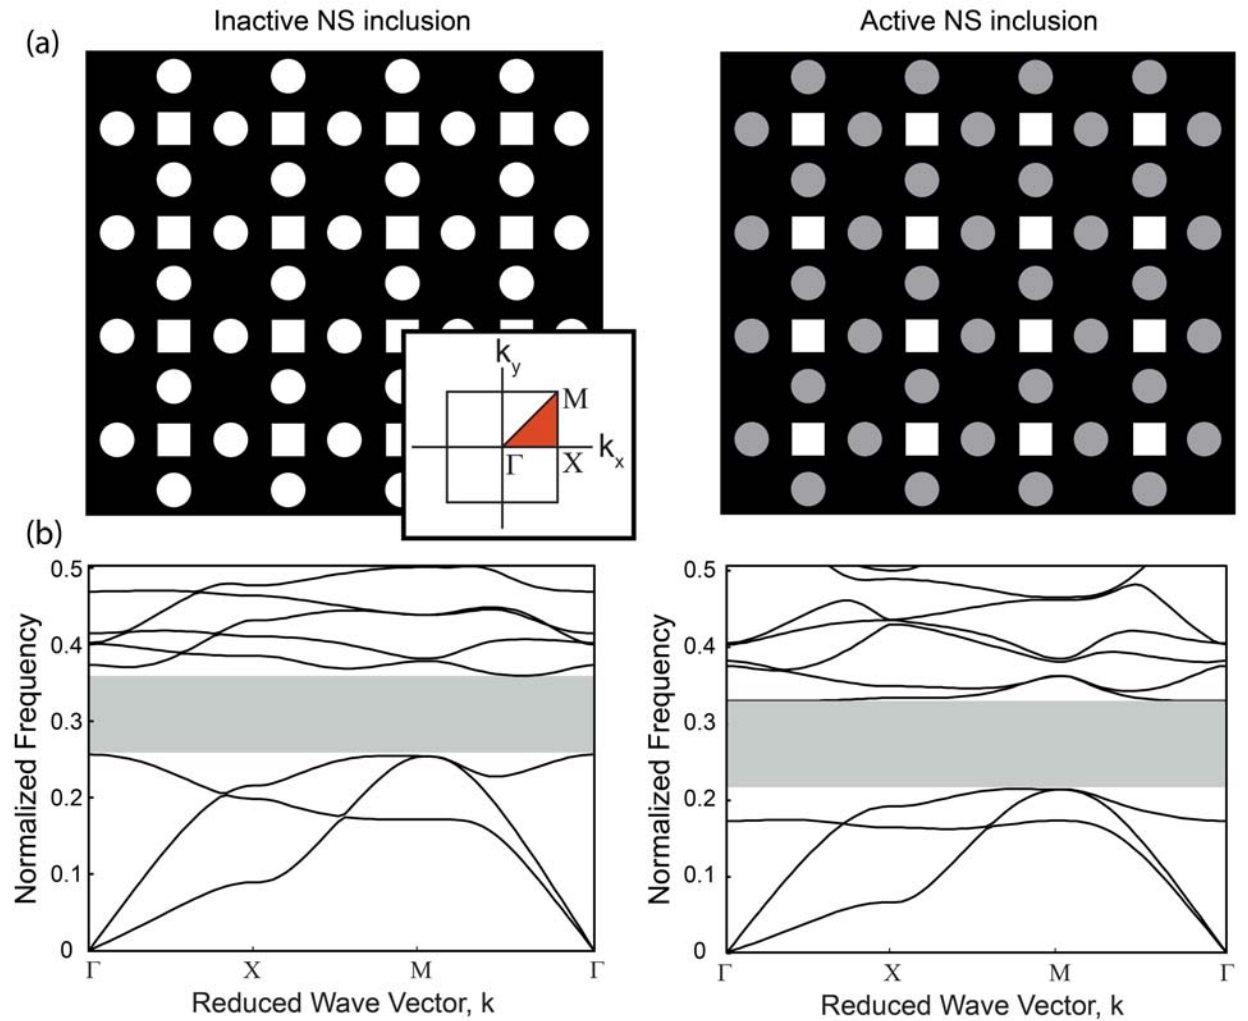 Inactive NS inclusion
Active NS inclusion
(a)
k_y
M
Γ
X
k_x
(b)
Normalized Frequency
0.5
0.4
0.3
0.2
0.1
0
Γ
X
M
Γ
Reduced Wave Vector, k
Normalized Frequency
0.5
0.4
0.3
0.2
0.1
0
Γ
X
M
Γ
Reduced Wave Vector, k